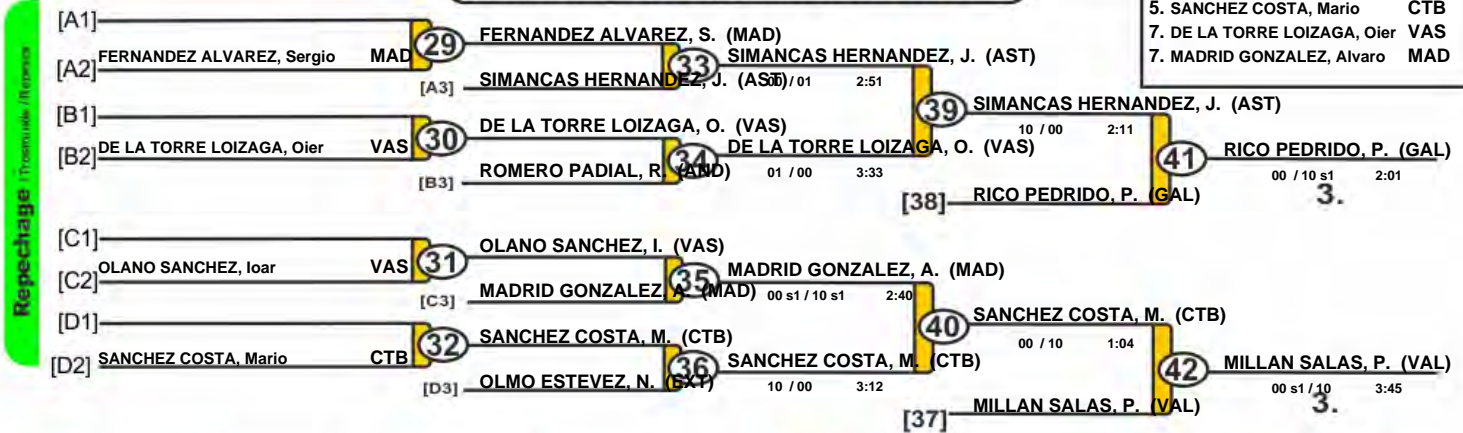 5. SANCHEZ COSTA, Mario CTB
7. DE LA TORRE LOIZAGA, Oier VAS
7. MADRID GONZALEZ, Alvaro MAD
Repechage
[A1]
FERNANDEZ ALVAREZ, Sergio MAD
[A2]
29
FERNANDEZ ALVAREZ, S. (MAD)
[A3] SIMANCAS HERNANDEZ, J. (AST)
33
SIMANCAS HERNANDEZ, J. (AST)
/ 01 2:51
[B1]
[B2] DE LA TORRE LOIZAGA, Oier VAS
30
DE LA TORRE LOIZAGA, O. (VAS)
[B3] ROMERO PADIAL, R. (AND)
34
DE LA TORRE LOIZAGA, O. (VAS)
01 / 00 3:33
39
SIMANCAS HERNANDEZ, J. (AST)
10 / 00 2:11
[38] RICO PEDRIDO, P. (GAL)
41
RICO PEDRIDO, P. (GAL)
00 / 10 s1 2:01
3.
[C1]
OLANO SANCHEZ, Ioar VAS
[C2]
31
OLANO SANCHEZ, I. (VAS)
[C3] MADRID GONZALEZ, A. (MAD)
35
MADRID GONZALEZ, A. (MAD)
00 s1 / 10 s1 2:40
[D1]
[D2] SANCHEZ COSTA, Mario CTB
32
SANCHEZ COSTA, M. (CTB)
[D3] OLMO ESTEVEZ, N. (EXT)
36
SANCHEZ COSTA, M. (CTB)
10 / 00 3:12
40
SANCHEZ COSTA, M. (CTB)
00 / 10 1:04
[37] MILLAN SALAS, P. (VAL)
42
MILLAN SALAS, P. (VAL)
00 s1 / 10 3:45
3.